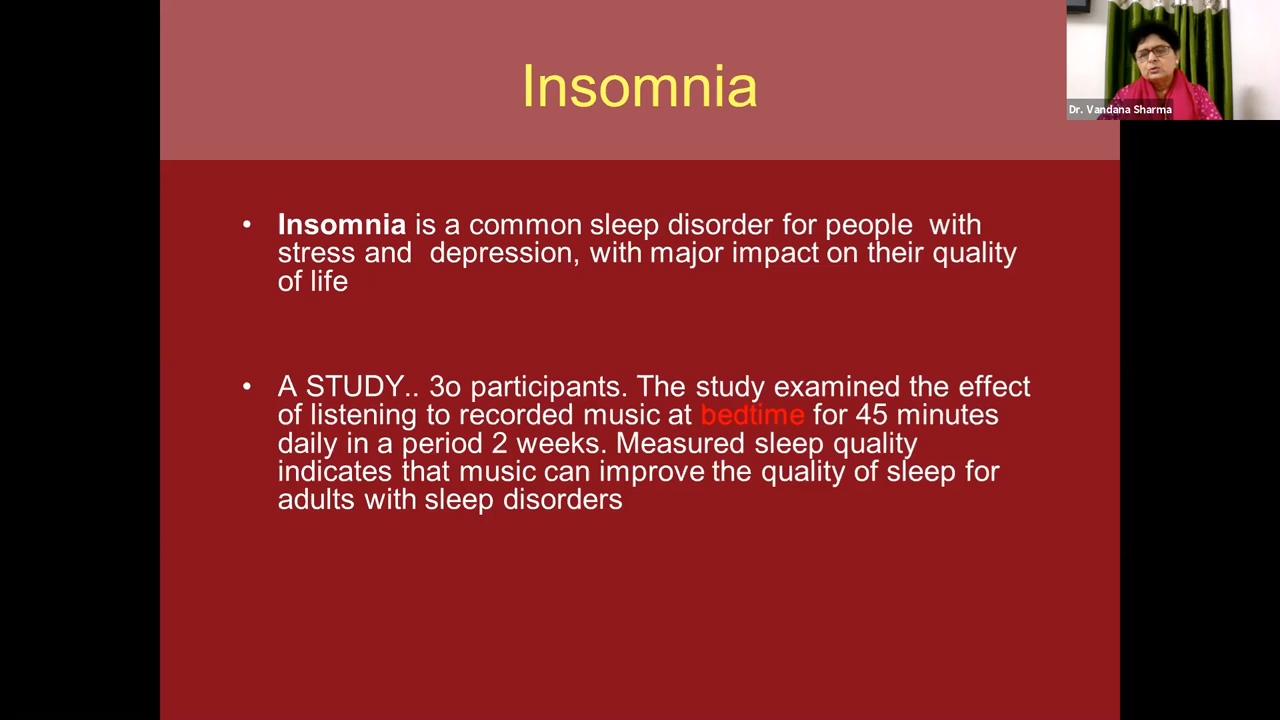 Insomnia
Dr. Vandana Sharma
• Insomnia is a common sleep disorder for people  with
stress and  depression, with major impact on their quality
of life
• A STUDY.. 3o participants. The study examined the effect
of listening to recorded music at bedtime for 45 minutes
daily in a period 2 weeks. Measured sleep quality
indicates that music can improve the quality of sleep for
adults with sleep disorders